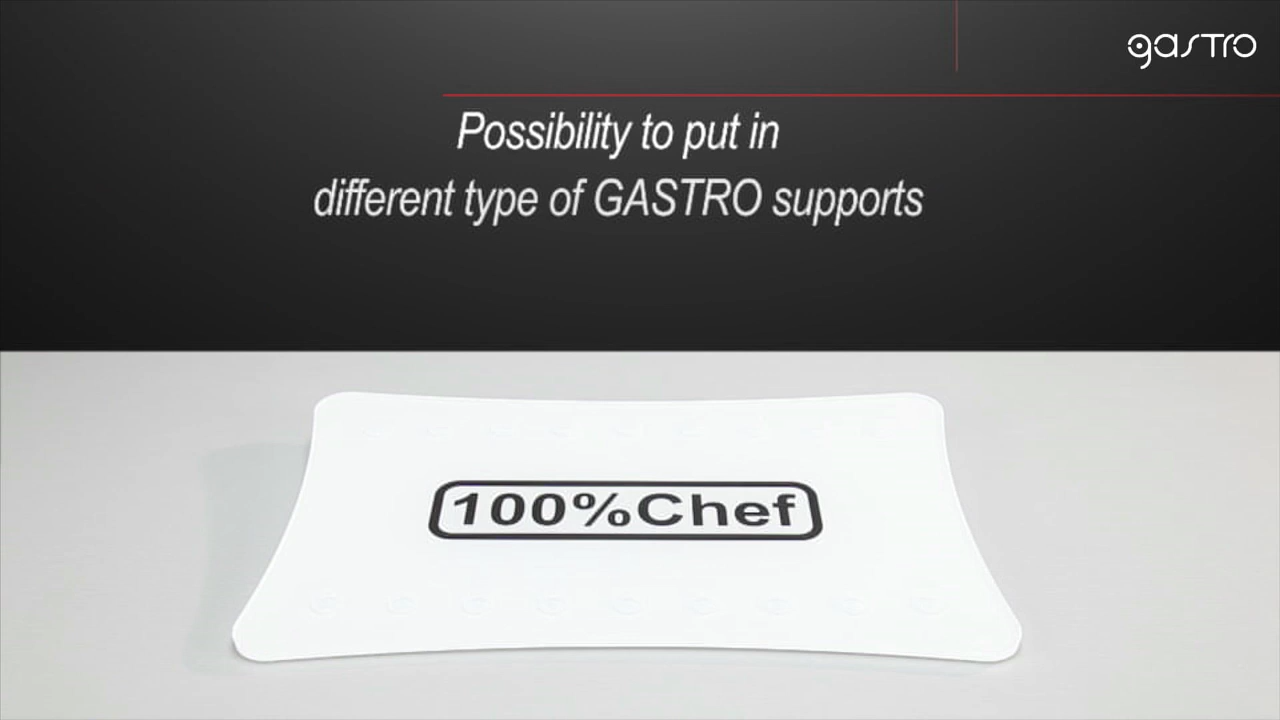 gastro
Possibility to put in
different type of GASTRO supports
100%Chef